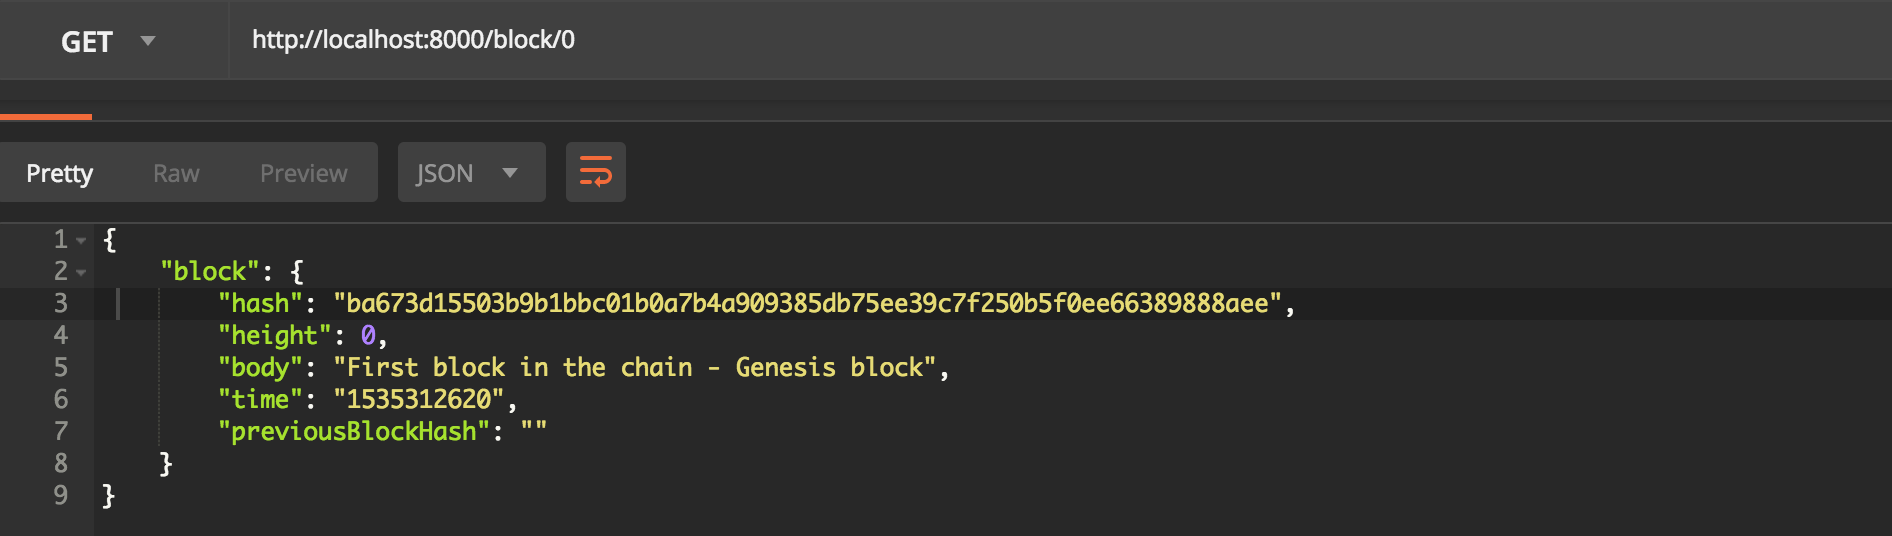 GET http://localhost:8000/block/0
Pretty Raw Preview JSON
1 {
2 "block": {
3 "hash": "ba673d15503b9b1bbc01b0a7b4a909385db75ee39c7f250b5f0ee66389888aee",
4 "height": 0,
5 "body": "First block in the chain - Genesis block",
6 "time": "1535312620",
7 "previousBlockHash": ""
8 }
9 }